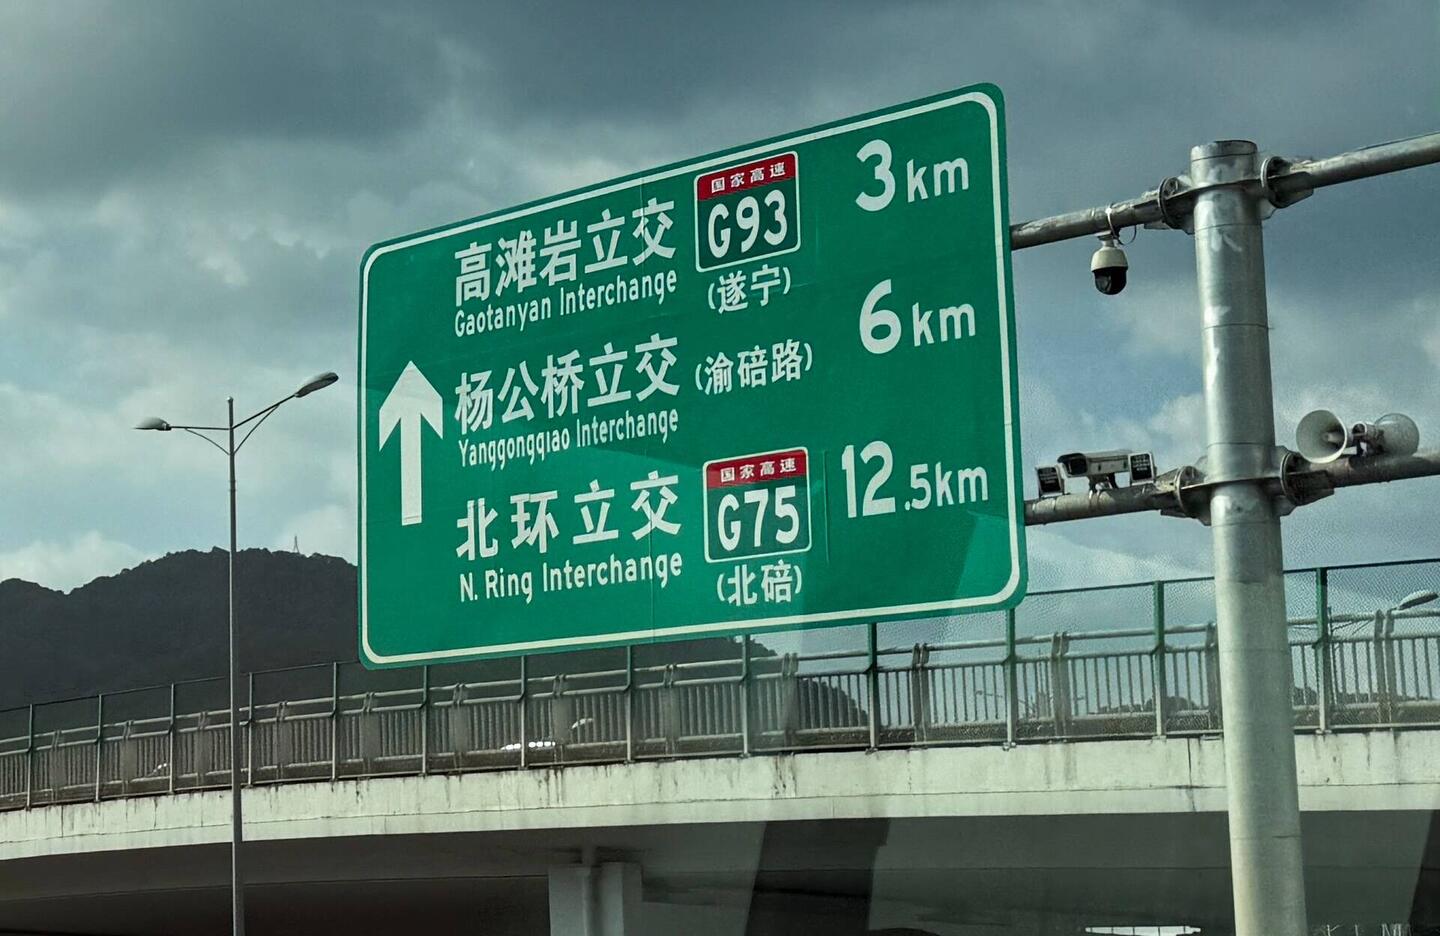 高滩岩立交 国家高速 G93 3km
Gaotanyan Interchange (遂宁)
杨公桥立交 (渝碚路) 6km
Yanggongqiao Interchange
北环立交 国家高速 G75 12.5km
N. Ring Interchange (北碚)